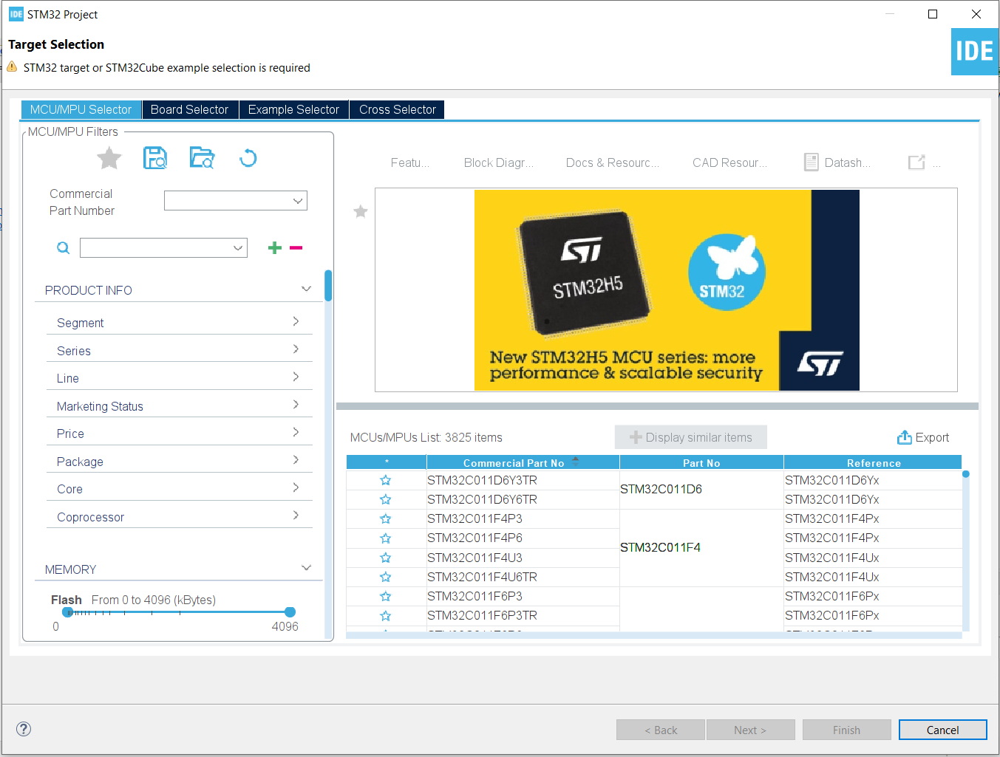 IDE STM32 Project
Target Selection
STM32 target or STM32Cube example selection is required
IDE
MCU/MPU Selector
Board Selector
Example Selector
Cross Selector
MCU/MPU Filters
Commercial
Part Number
PRODUCT INFO
Segment
Series
Line
Marketing Status
Price
Package
Core
Coprocessor
MEMORY
Flash From 0 to 4096 (kBytes)
0 4096
Featu...
Block Diagr...
Docs & Resourc...
CAD Resour...
Datash...
...
ST
STM32H5
STM32
New STM32H5 MCU series: more
performance & scalable security
ST
MCUs/MPUs List: 3825 items
Display similar items
Export
* Commercial Part No Part No Reference
STM32C011D6Y3TR STM32C011D6 STM32C011D6Yx
STM32C011D6Y6TR STM32C011D6Yx
STM32C011F4P3 STM32C011F4 STM32C011F4Px
STM32C011F4P6 STM32C011F4Px
STM32C011F4U3 STM32C011F4Ux
STM32C011F4U6TR STM32C011F4Ux
STM32C011F6P3 STM32C011F6Px
STM32C011F6P3TR STM32C011F6Px
?
< Back
Next >
Finish
Cancel